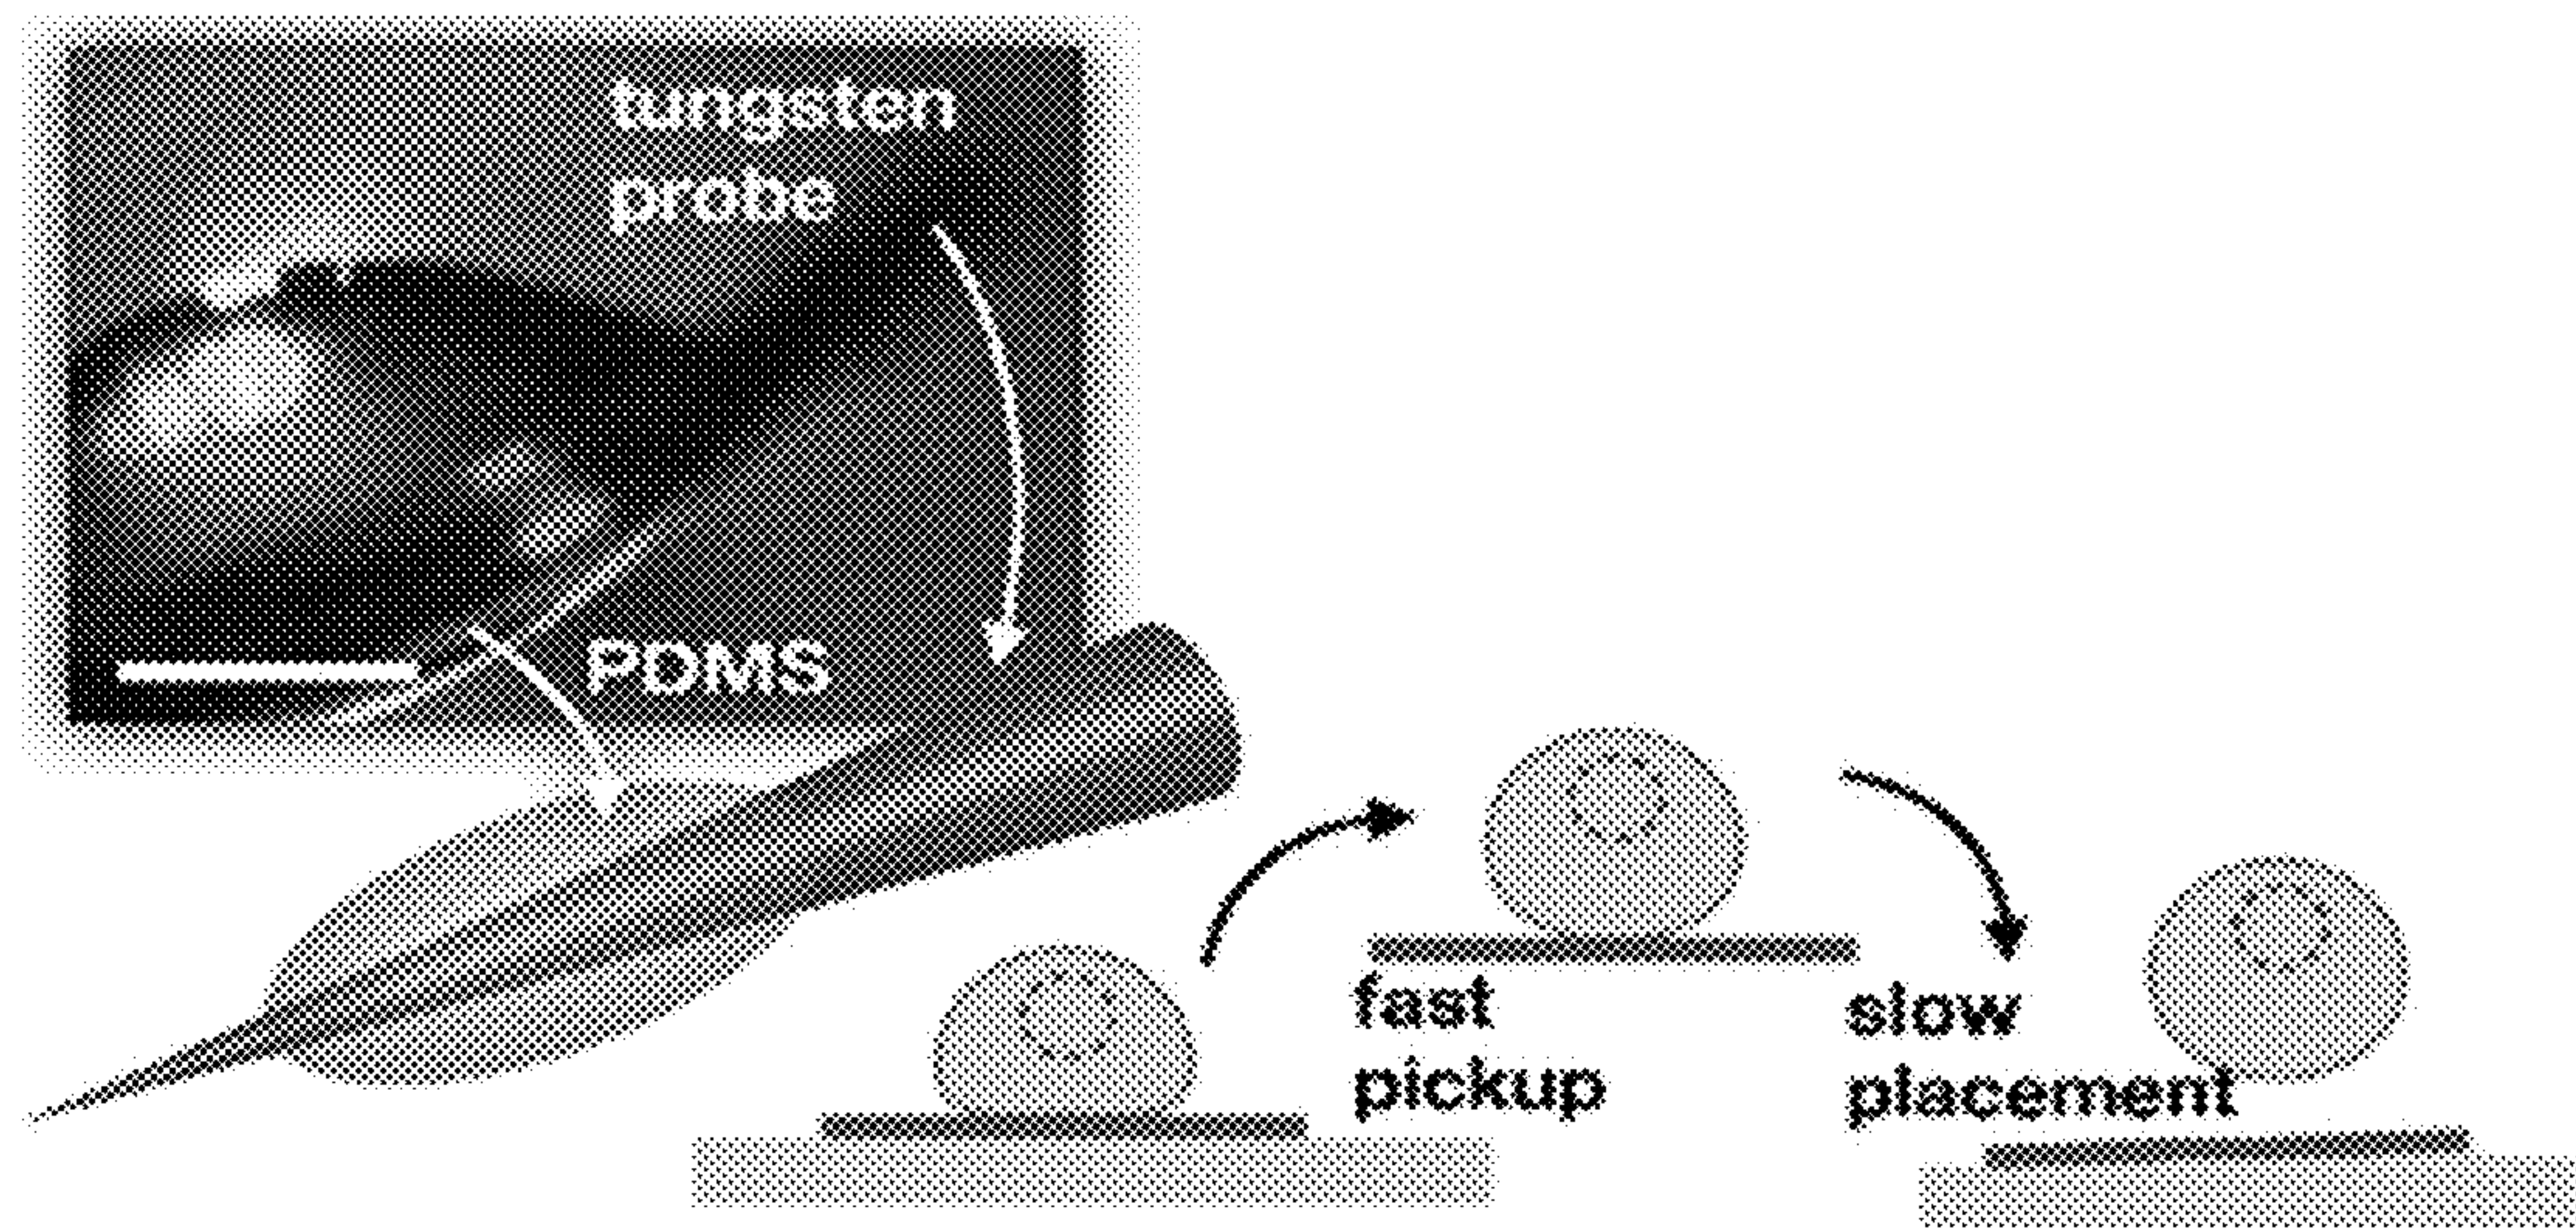 tungsten
probe
PDMS
fast
pickup
slow
placement